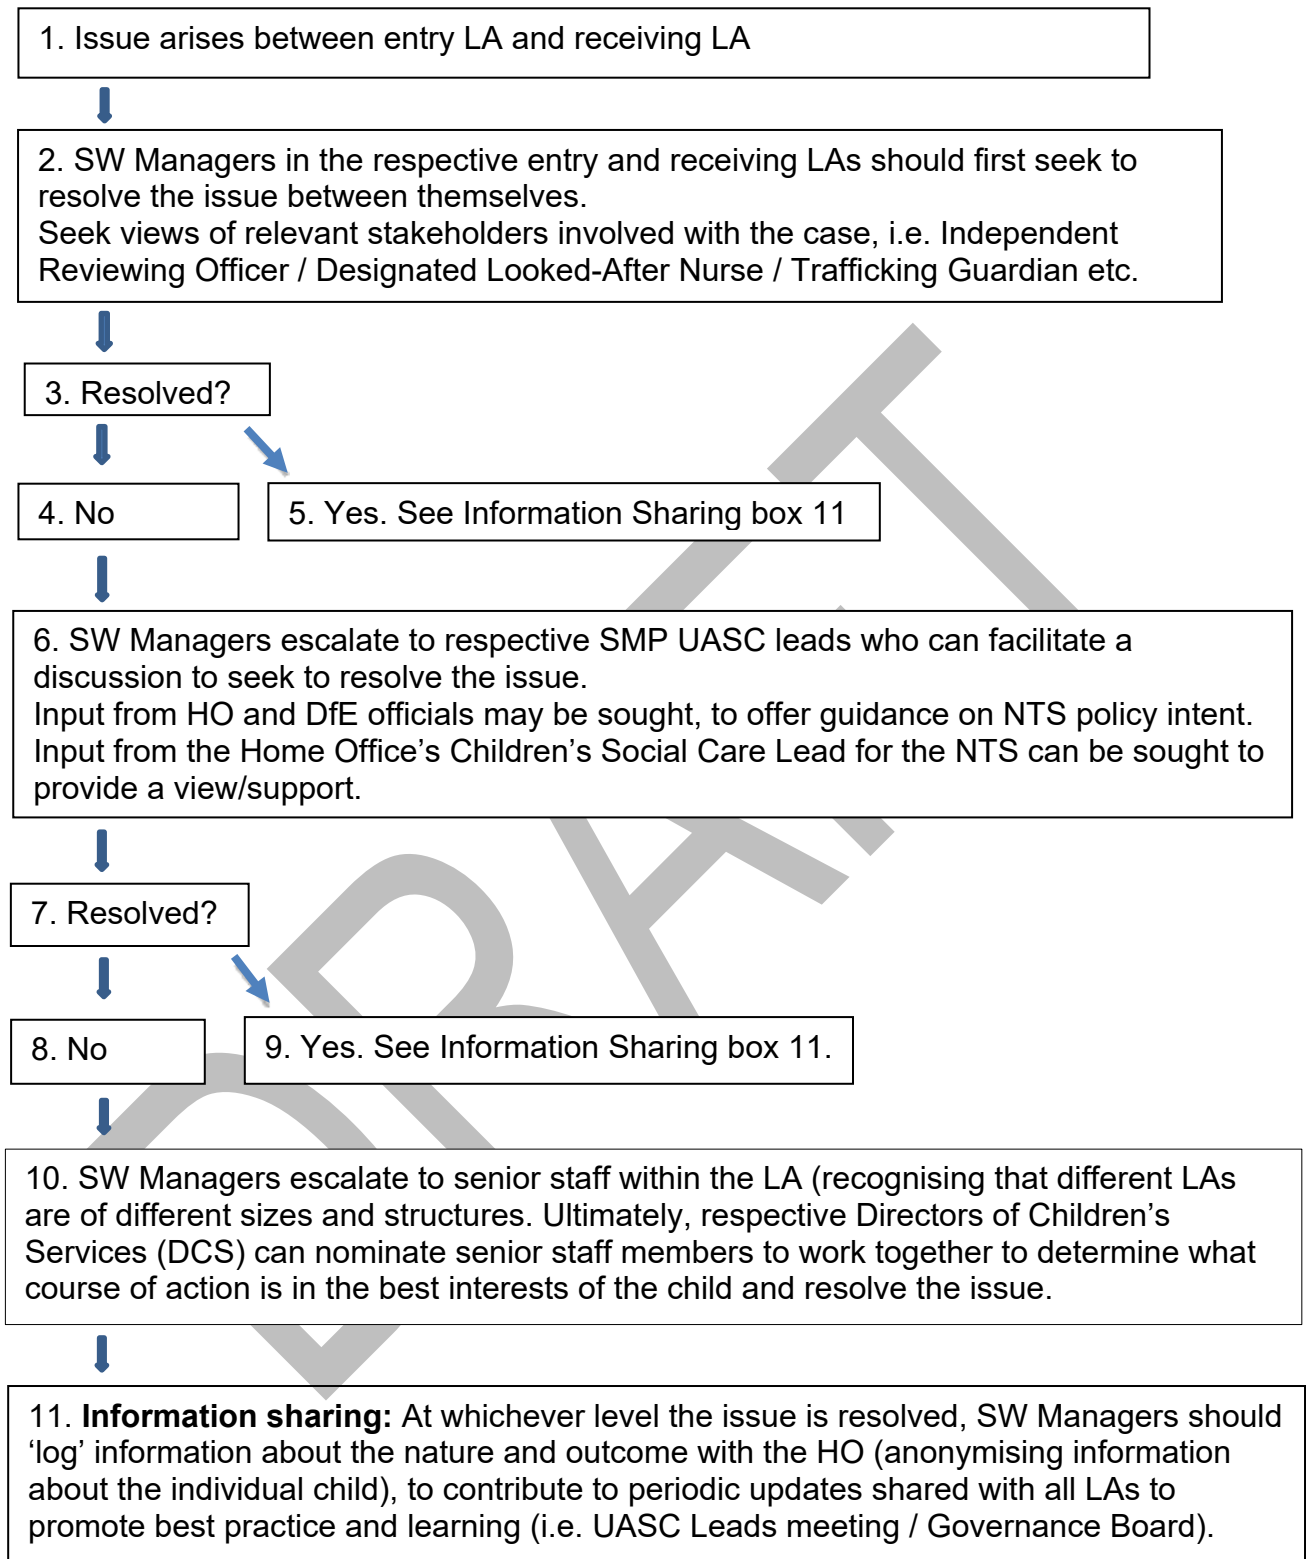 1. Issue arises between entry LA and receiving LA
2. SW Managers in the respective entry and receiving LAs should first seek to
resolve the issue between themselves.
Seek views of relevant stakeholders involved with the case, i.e. Independent
Reviewing Officer / Designated Looked-After Nurse / Trafficking Guardian etc.
3. Resolved?
4. No
5. Yes. See Information Sharing box 11
6. SW Managers escalate to respective SMP UASC leads who can facilitate a
discussion to seek to resolve the issue.
Input from HO and DfE officials may be sought, to offer guidance on NTS policy intent.
Input from the Home Office’s Children’s Social Care Lead for the NTS can be sought to
provide a view/support.
7. Resolved?
8. No
9. Yes. See Information Sharing box 11.
10. SW Managers escalate to senior staff within the LA (recognising that different LAs
are of different sizes and structures. Ultimately, respective Directors of Children’s
Services (DCS) can nominate senior staff members to work together to determine what
course of action is in the best interests of the child and resolve the issue.
11. Information sharing: At whichever level the issue is resolved, SW Managers should
‘log’ information about the nature and outcome with the HO (anonymising information
about the individual child), to contribute to periodic updates shared with all LAs to
promote best practice and learning (i.e. UASC Leads meeting / Governance Board).
DRAFT